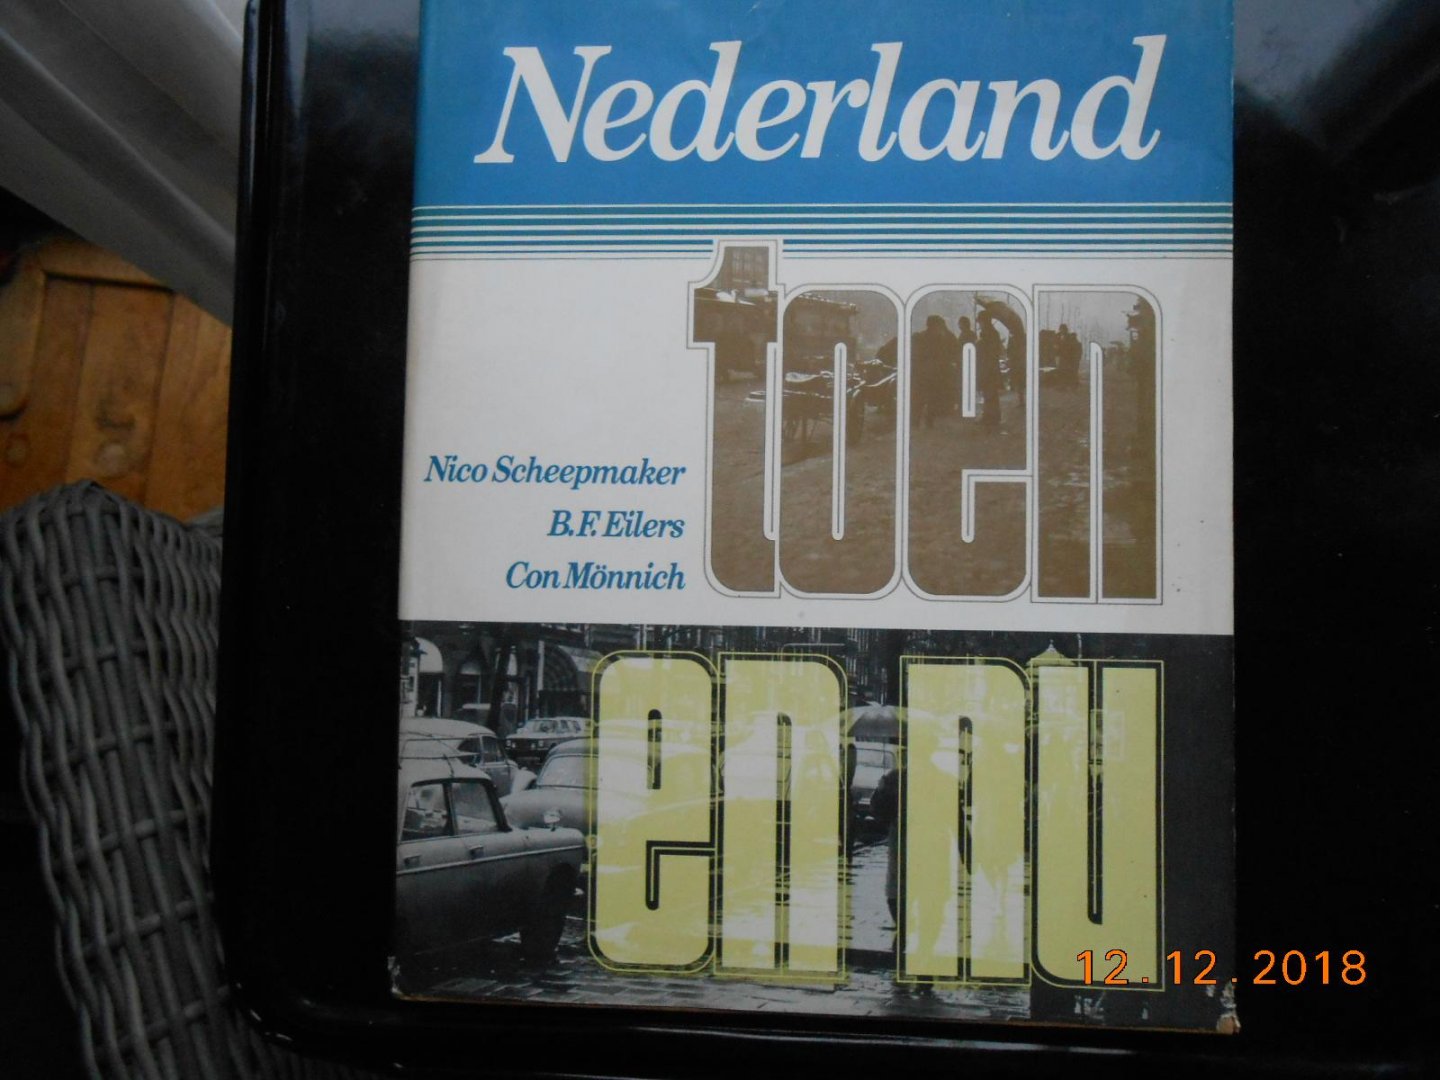 Nederland
toen
Nico Scheepmaker
B.F. Eilers
Con Mönnich
en nu
12.12.2018